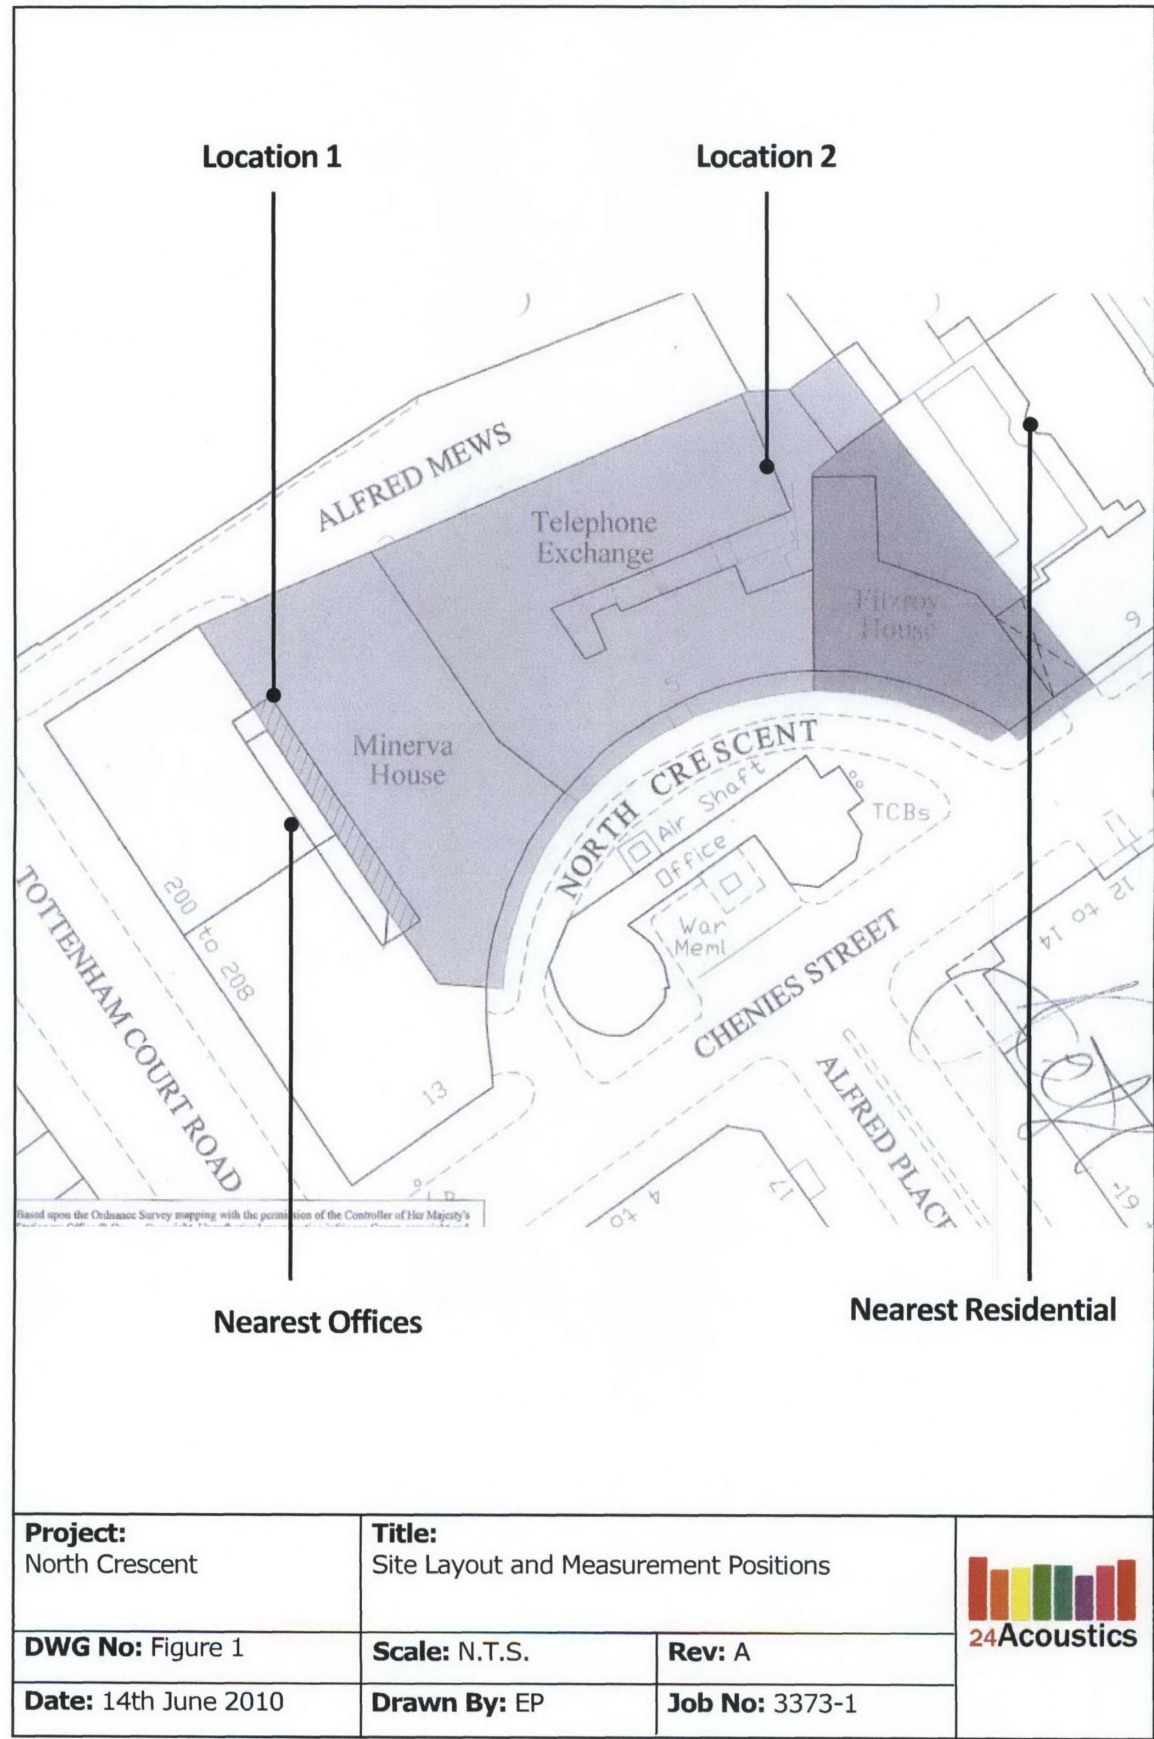 Location 1
Location 2
ALFRED MEWS
Telephone
Exchange
Fitzroy
House
6
5
Minerva
House
NORTH CRESCENT
Air Shaft
TCBs
Office
War
Meml
200 to 208
TOTTENHAM COURT ROAD
CHENIES STREET
12 to 14
ALFRED PLACE
13
17
to 4
-19
Based upon the Ordnance Survey mapping with the permission of the Controller of Her Majesty's
Nearest Offices
Nearest Residential
Project:
North Crescent
Title:
Site Layout and Measurement Positions
24Acoustics
DWG No: Figure 1
Scale: N.T.S.
Rev: A
Date: 14th June 2010
Drawn By: EP
Job No: 3373-1